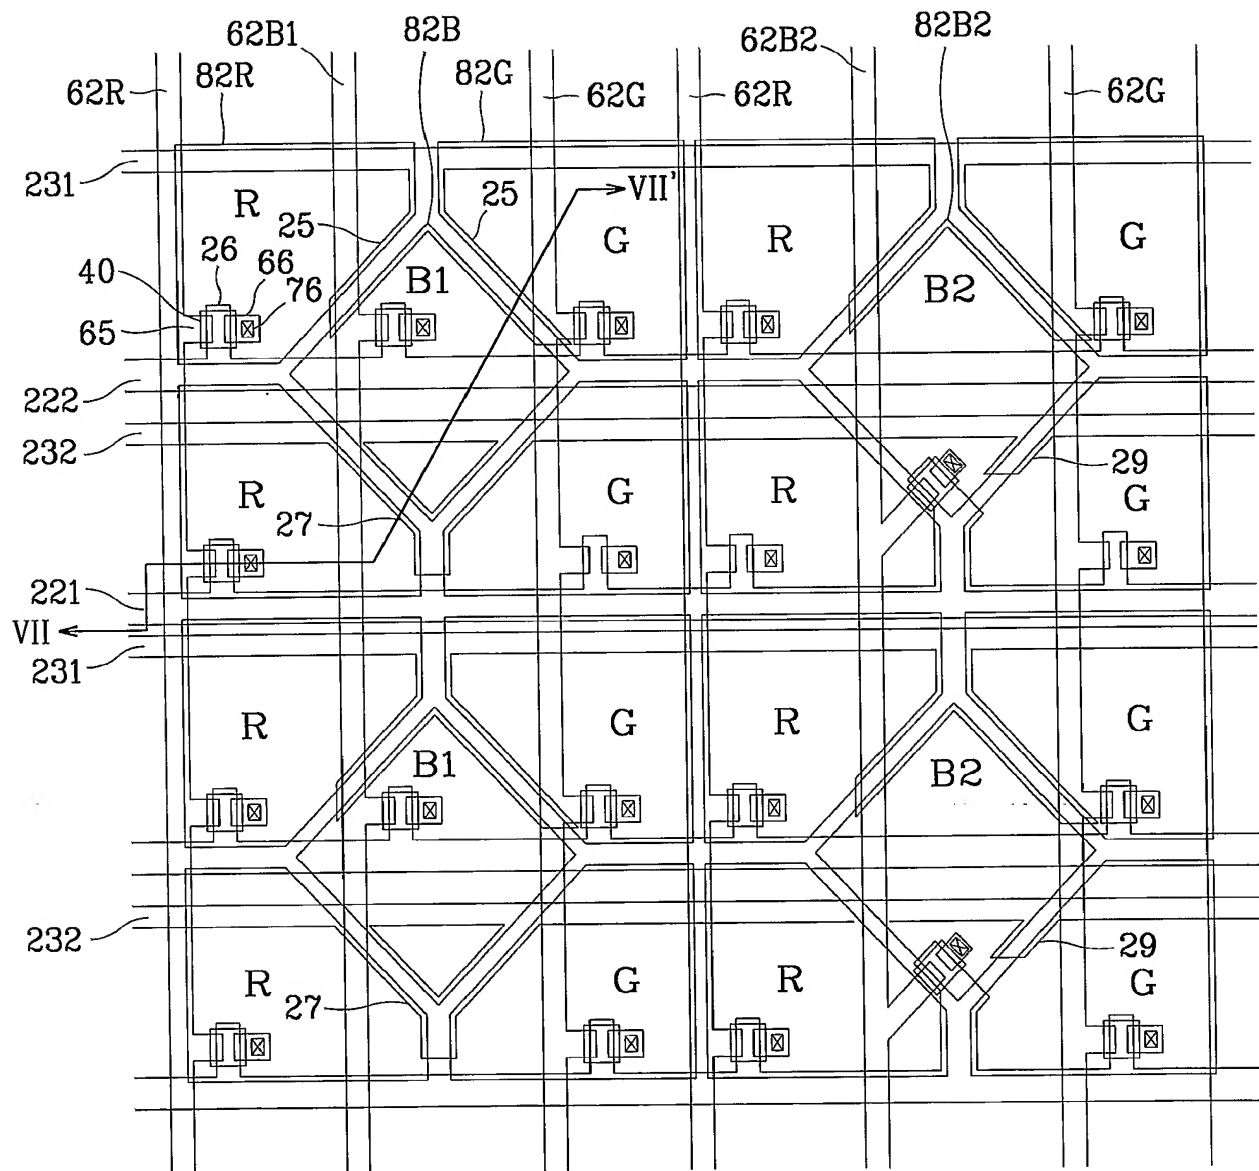 62B1 82B 62B2 82B2
62R 82R 82G 62G 62R 62G
231 VII'
R 25 25 G R G
26 66 B1 B2
40 76
65
222
232 29
R 27 G R G
221
VII
231
R B1 G R B2 G
232 29
R 27 G R G